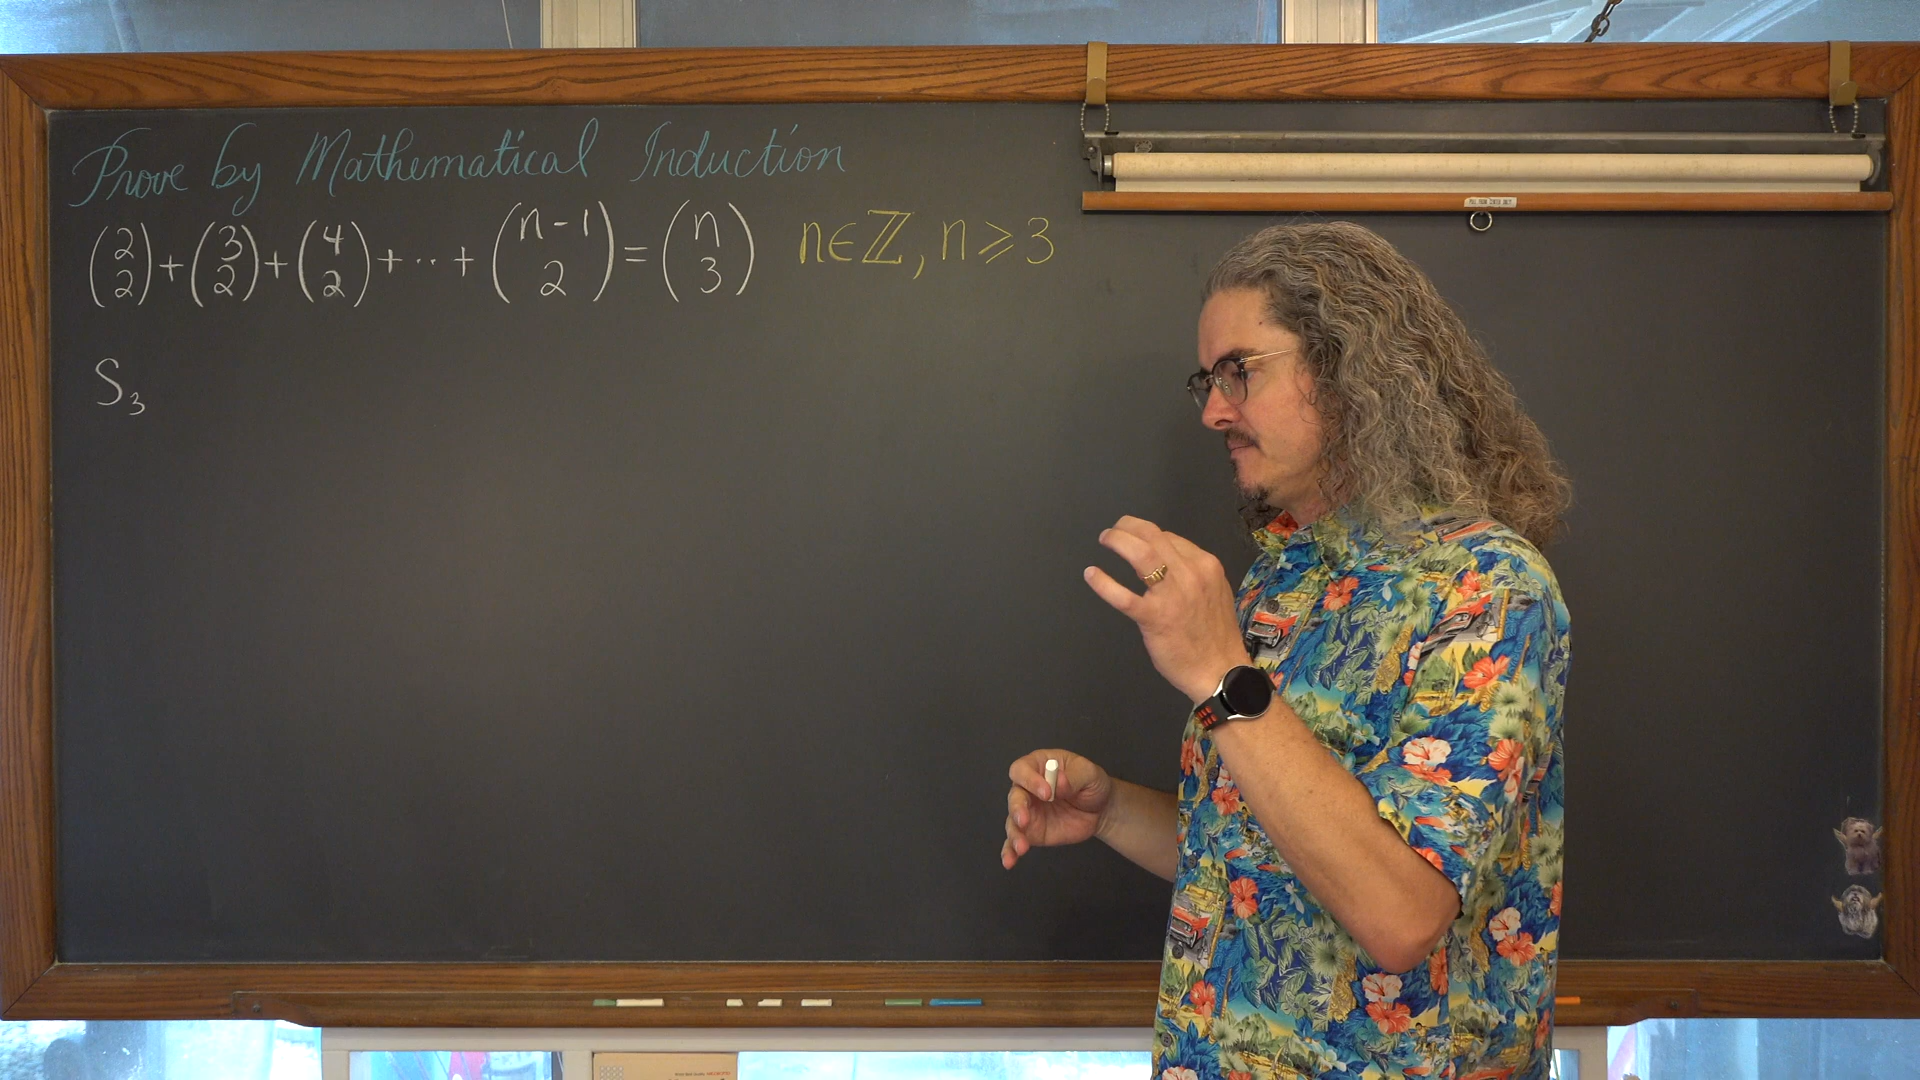 Prove by Mathematical Induction
(2 2) + (3 2) + (4 2) + ·· + (n-1 2) = (n 3) n∈ℤ, n⩾3
S₃